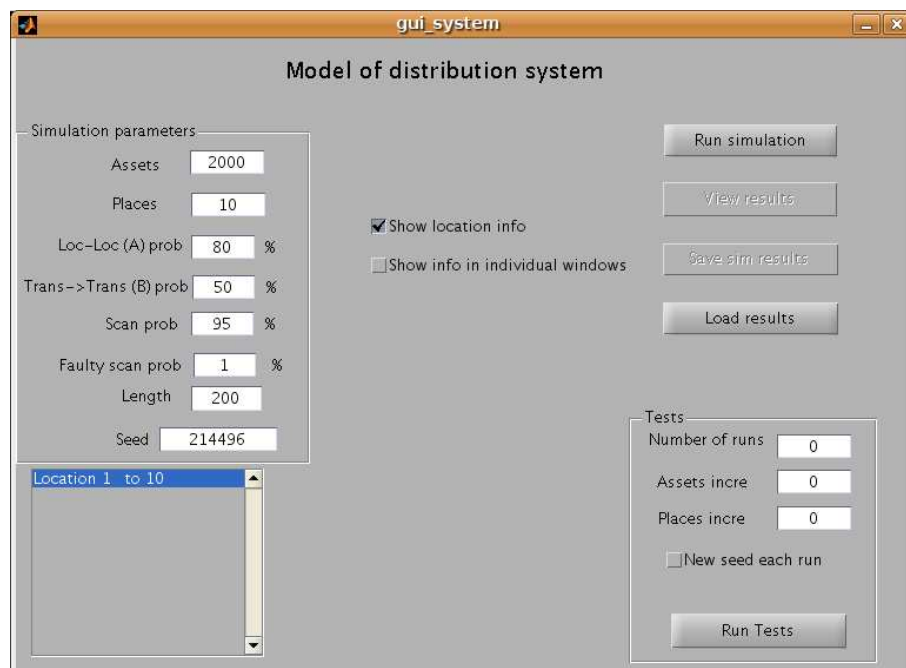 gui_system
Model of distribution system
Simulation parameters
Assets 2000
Places 10
Loc-Loc (A) prob 80 %
Trans->Trans (B) prob 50 %
Scan prob 95 %
Faulty scan prob 1 %
Length 200
Seed 214496
Location 1 to 10
Show location info
Show info in individual windows
Run simulation
View results
Save sim results
Load results
Tests
Number of runs 0
Assets incre 0
Places incre 0
New seed each run
Run Tests